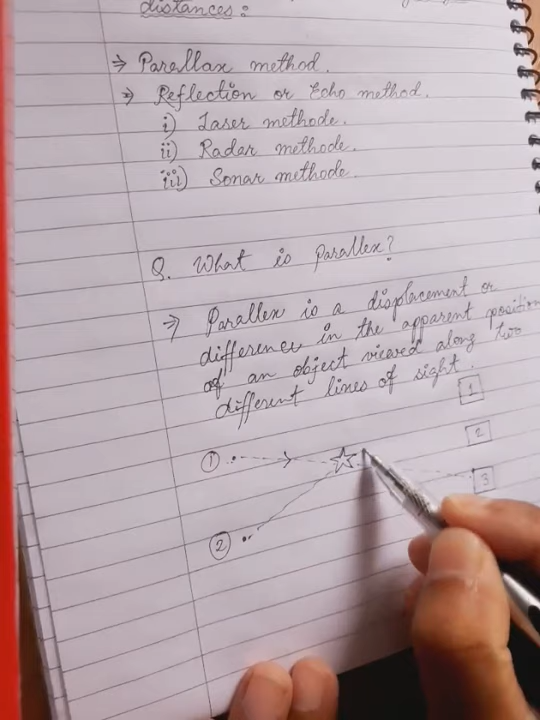 distances :
⇒ Parallax method.
⇒ Reflection or Echo method.
i) Laser methode.
ii) Radar methode.
iii) Sonar methode.
Q. What is parallex?
⇒ Parallex is a displacement or
difference in the apparent position
of an object viewed along two
different lines of sight.
1
2
① 3
②